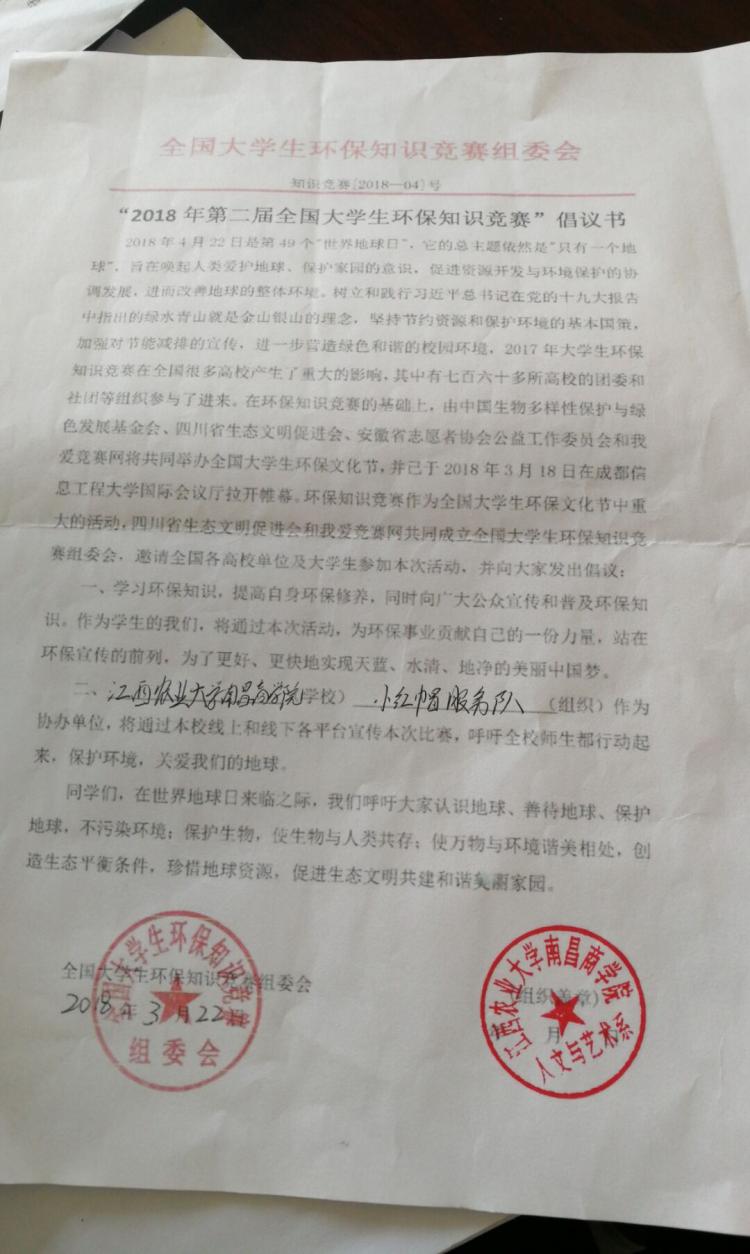 全国大学生环保知识竞赛组委会
知识竞赛[2018—04]号
“2018年第二届全国大学生环保知识竞赛”倡议书
2018年4月22日是第49个“世界地球日”，它的总主题依然是“只有一个地
球”，旨在唤起人类爱护地球、保护家园的意识，促进资源开发与环境保护的协
调发展，进而改善地球的整体环境。树立和践行习近平总书记在党的十九大报告
中指出的绿水青山就是金山银山的理念，坚持节约资源和保护环境的基本国策，
加强对节能减排的宣传，进一步营造绿色和谐的校园环境，2017年大学生环保
知识竞赛在全国很多高校产生了重大的影响，其中有七百六十多所高校的团委和
社团等组织参与了进来。在环保知识竞赛的基础上，由中国生物多样性保护与绿
色发展基金会、四川省生态文明促进会、安徽省志愿者协会公益工作委员会和我
爱竞赛网将共同举办全国大学生环保文化节，并已于2018年3月18日在成都信
息工程大学国际会议厅拉开帷幕。环保知识竞赛作为全国大学生环保文化节中重
大的活动，四川省生态文明促进会和我爱竞赛网共同成立全国大学生环保知识竞
赛组委会，邀请全国各高校单位及大学生参加本次活动，并向大家发出倡议：
一、学习环保知识，提高自身环保修养，同时向广大公众宣传和普及环保知
识。作为学生的我们，将通过本次活动，为环保事业贡献自己的一份力量，站在
环保宣传的前列，为了更好、更快地实现天蓝、水清、地净的美丽中国梦。
二、江西农业大学南昌商学院学校）小红帽服务队（组织）作为
协办单位，将通过本校线上和线下各平台宣传本次比赛，呼吁全校师生都行动起
来，保护环境，关爱我们的地球。
同学们，在世界地球日来临之际，我们呼吁大家认识地球、善待地球、保护
地球，不污染环境；保护生物，使生物与人类共存；使万物与环境谐美相处，创
造生态平衡条件，珍惜地球资源，促进生态文明共建和谐美丽家园。
全国大学生环保知识竞赛组委会
2018年3月22日
全国大学生环保知识竞赛
组委会
（组织盖章）
月
江西农业大学南昌商学院
人文与艺术系